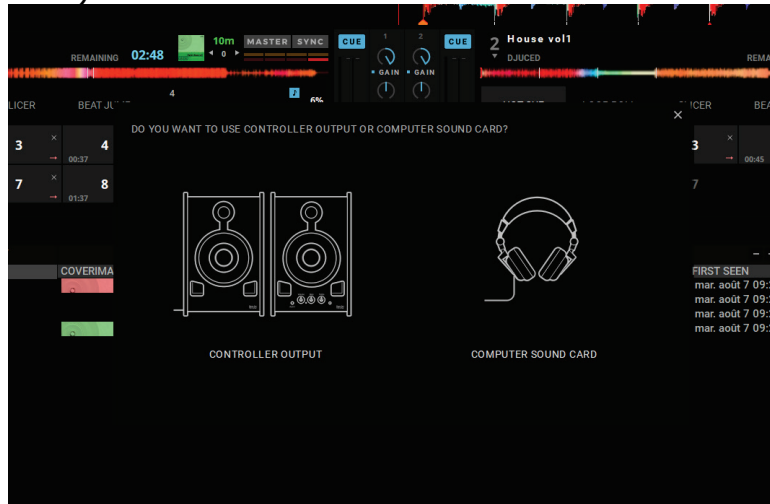 10m MASTER SYNC CUE 1 2 CUE 2 House vol1
REMAINING 02:48 0 GAIN GAIN DJUCED
4 6%
LICER SLICER
3 4 3
00:37 00:45
7 8 7
01:37
DO YOU WANT TO USE CONTROLLER OUTPUT OR COMPUTER SOUND CARD?
COVERIMA FIRST SEEN
mar. août 7 09:
mar. août 7 09:
mar. août 7 09:
mar. août 7 09:
CONTROLLER OUTPUT COMPUTER SOUND CARD